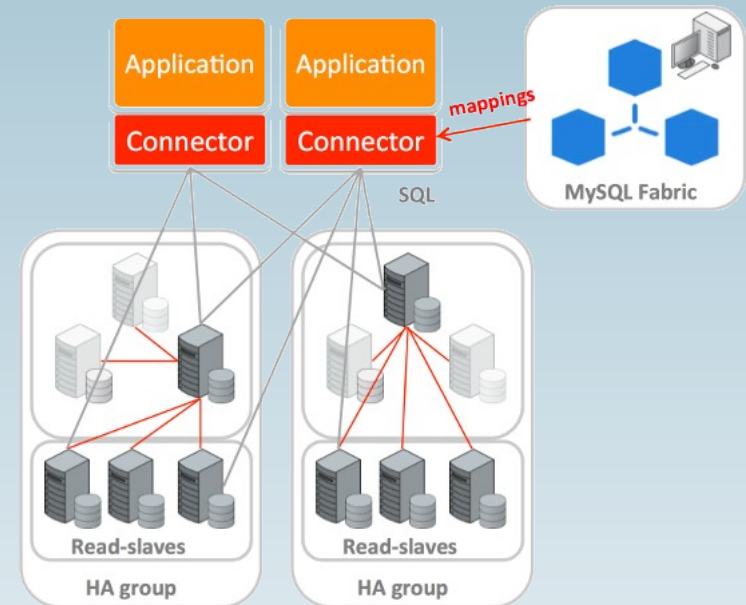 Application
Application
Connector
Connector
mappings
MySQL Fabric
SQL
Read-slaves
Read-slaves
HA group
HA group